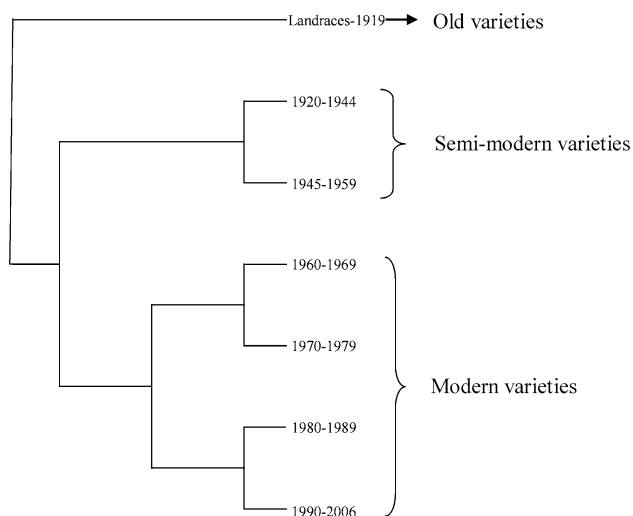 Landraces-1919 Old varieties
1920-1944
Semi-modern varieties
1945-1959
1960-1969
1970-1979
Modern varieties
1980-1989
1990-2006